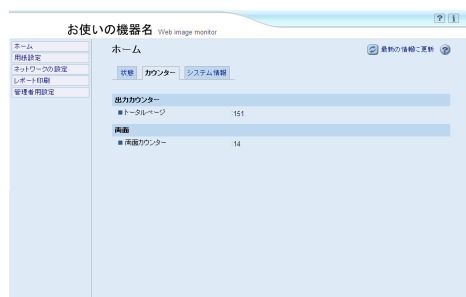 ? i
お使いの機器名 Web image monitor
ホーム
用紙設定
ネットワークの設定
レポート印刷
管理者用設定
ホーム
最新の情報に更新 ?
状態 カウンター システム情報
出力カウンター
トータルページ :151
両面
両面カウンター :14